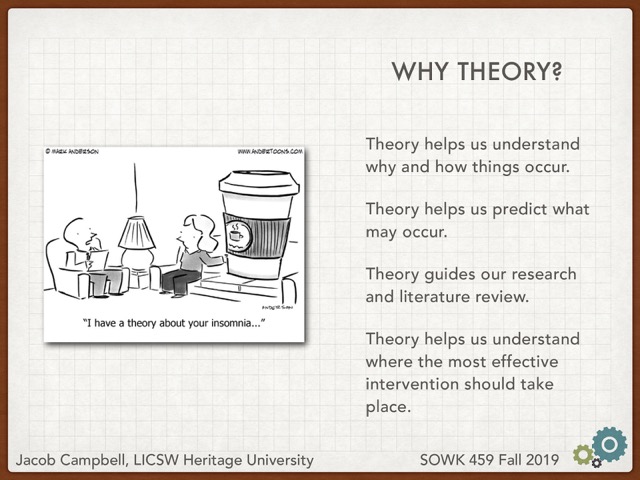 WHY THEORY?
© MARK ANDERSON
WWW.ANDERTOONS.COM
ANDERTOONS
"I have a theory about your insomnia..."
Theory helps us understand
why and how things occur.
Theory helps us predict what
may occur.
Theory guides our research
and literature review.
Theory helps us understand
where the most effective
intervention should take
place.
Jacob Campbell, LICSW Heritage University
SOWK 459 Fall 2019